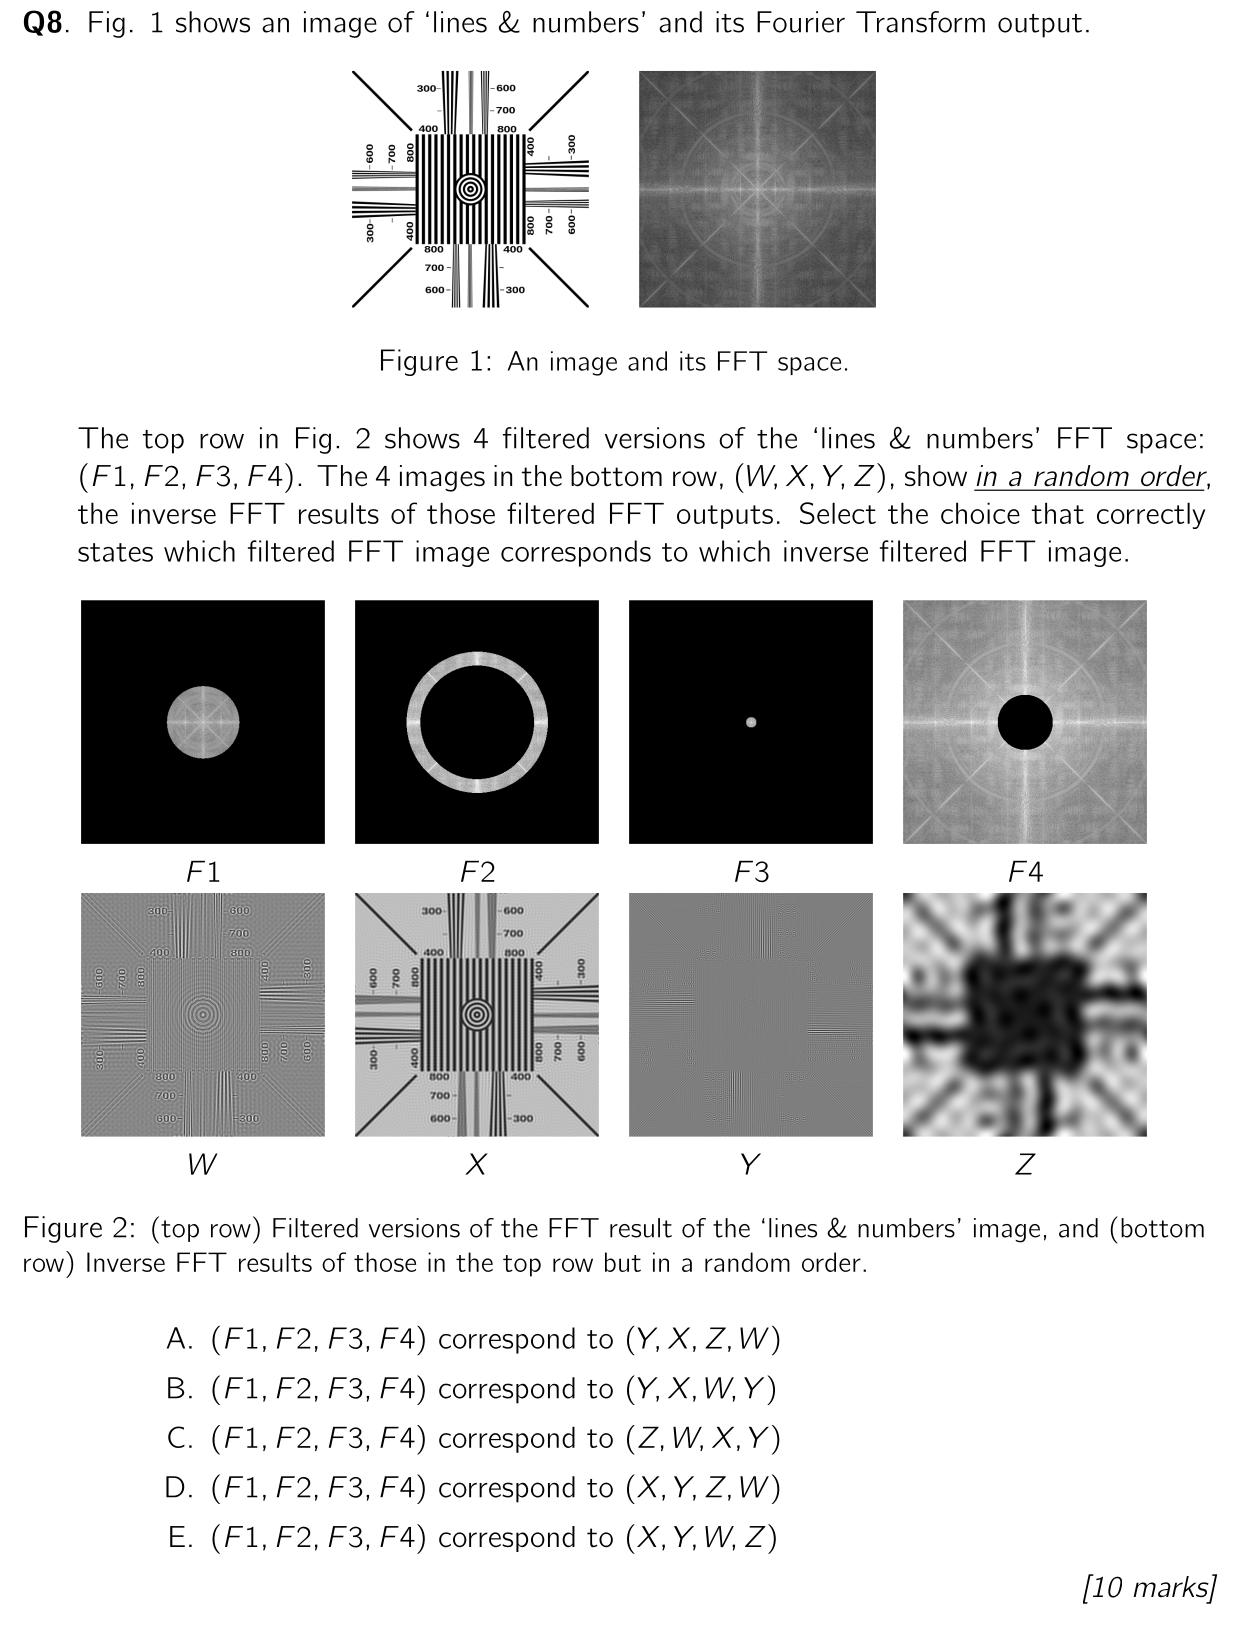 Q8. Fig. 1 shows an image of ‘lines & numbers’ and its Fourier Transform output.
300 600
700
400 800
600 700 800 400 300
300 400 800 700 600
800 400
700
600 300
Figure 1: An image and its FFT space.
The top row in Fig. 2 shows 4 filtered versions of the ‘lines & numbers’ FFT space:
(F1, F2, F3, F4). The 4 images in the bottom row, (W, X, Y, Z), show in a random order,
the inverse FFT results of those filtered FFT outputs. Select the choice that correctly
states which filtered FFT image corresponds to which inverse filtered FFT image.
F1 F2 F3 F4
300 600 300 600
700 700
400 800 400 800
600 700 800 400 300 600 700 800 400 300
300 400 800 700 600 300 400 800 700 600
800 400 800 400
700 700
600 300 600 300
W X Y Z
Figure 2: (top row) Filtered versions of the FFT result of the ‘lines & numbers’ image, and (bottom
row) Inverse FFT results of those in the top row but in a random order.
A. (F1, F2, F3, F4) correspond to (Y, X, Z, W)
B. (F1, F2, F3, F4) correspond to (Y, X, W, Y)
C. (F1, F2, F3, F4) correspond to (Z, W, X, Y)
D. (F1, F2, F3, F4) correspond to (X, Y, Z, W)
E. (F1, F2, F3, F4) correspond to (X, Y, W, Z)
[10 marks]